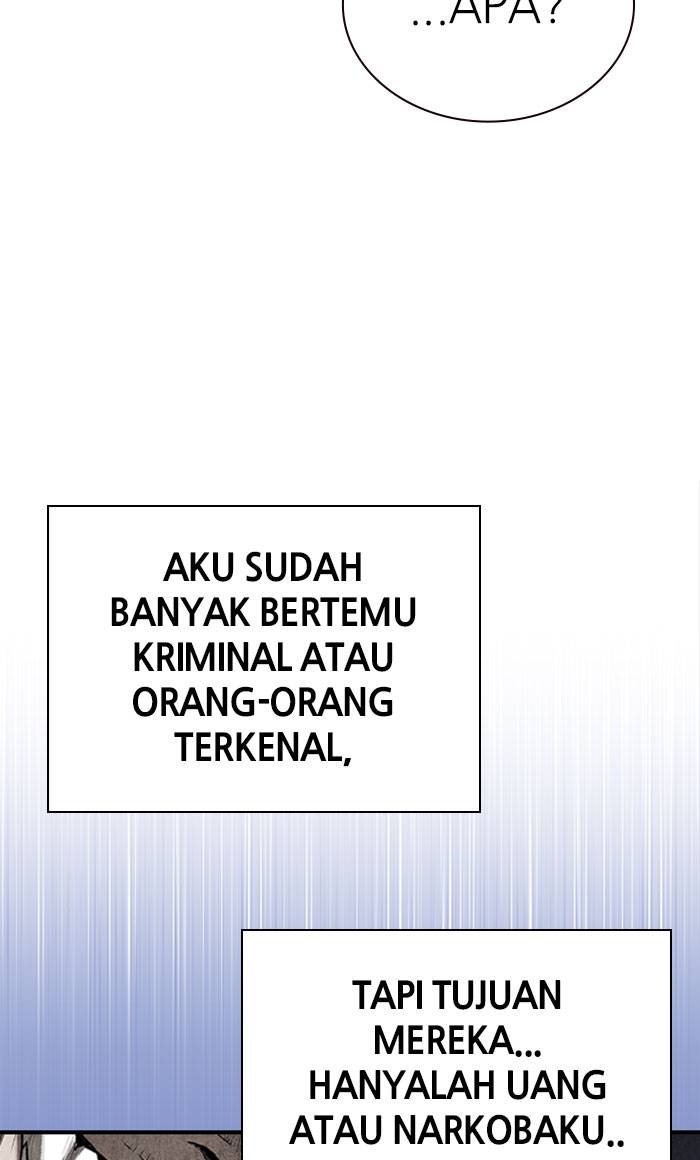 ...APA?
AKU SUDAH
BANYAK BERTEMU
KRIMINAL ATAU
ORANG-ORANG
TERKENAL,
TAPI TUJUAN
MEREKA...
HANYALAH UANG
ATAU NARKOBAKU..